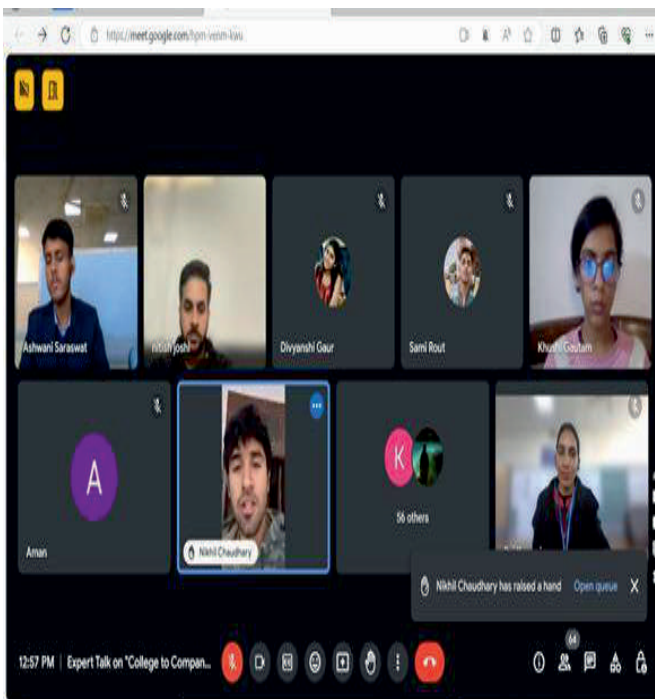 https://meet.google.com/hpm-venm-kwu
Ashwani Saraswat
nitish joshi
Divyanshi Gaur
Sami Rout
Khushi Gautam
A
Aman
Nikhil Chaudhary
K
56 others
Nikhil Chaudhary has raised a hand Open queue X
64
12:57 PM | Expert Talk on "College to Compan...